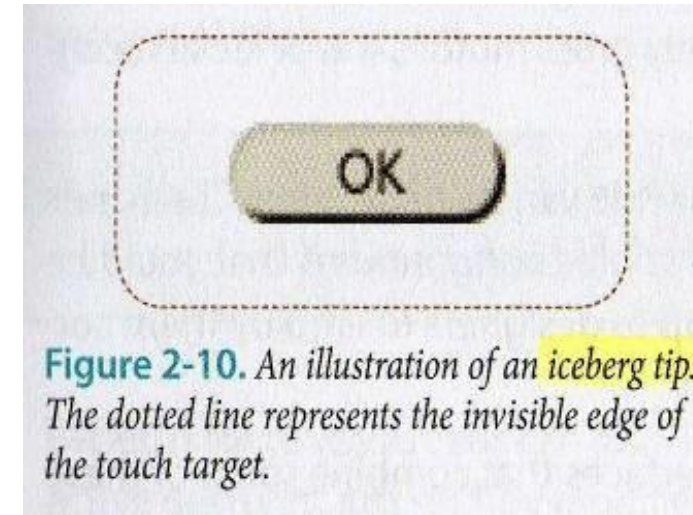 OK
Figure 2-10. An illustration of an iceberg tip.
The dotted line represents the invisible edge of
the touch target.